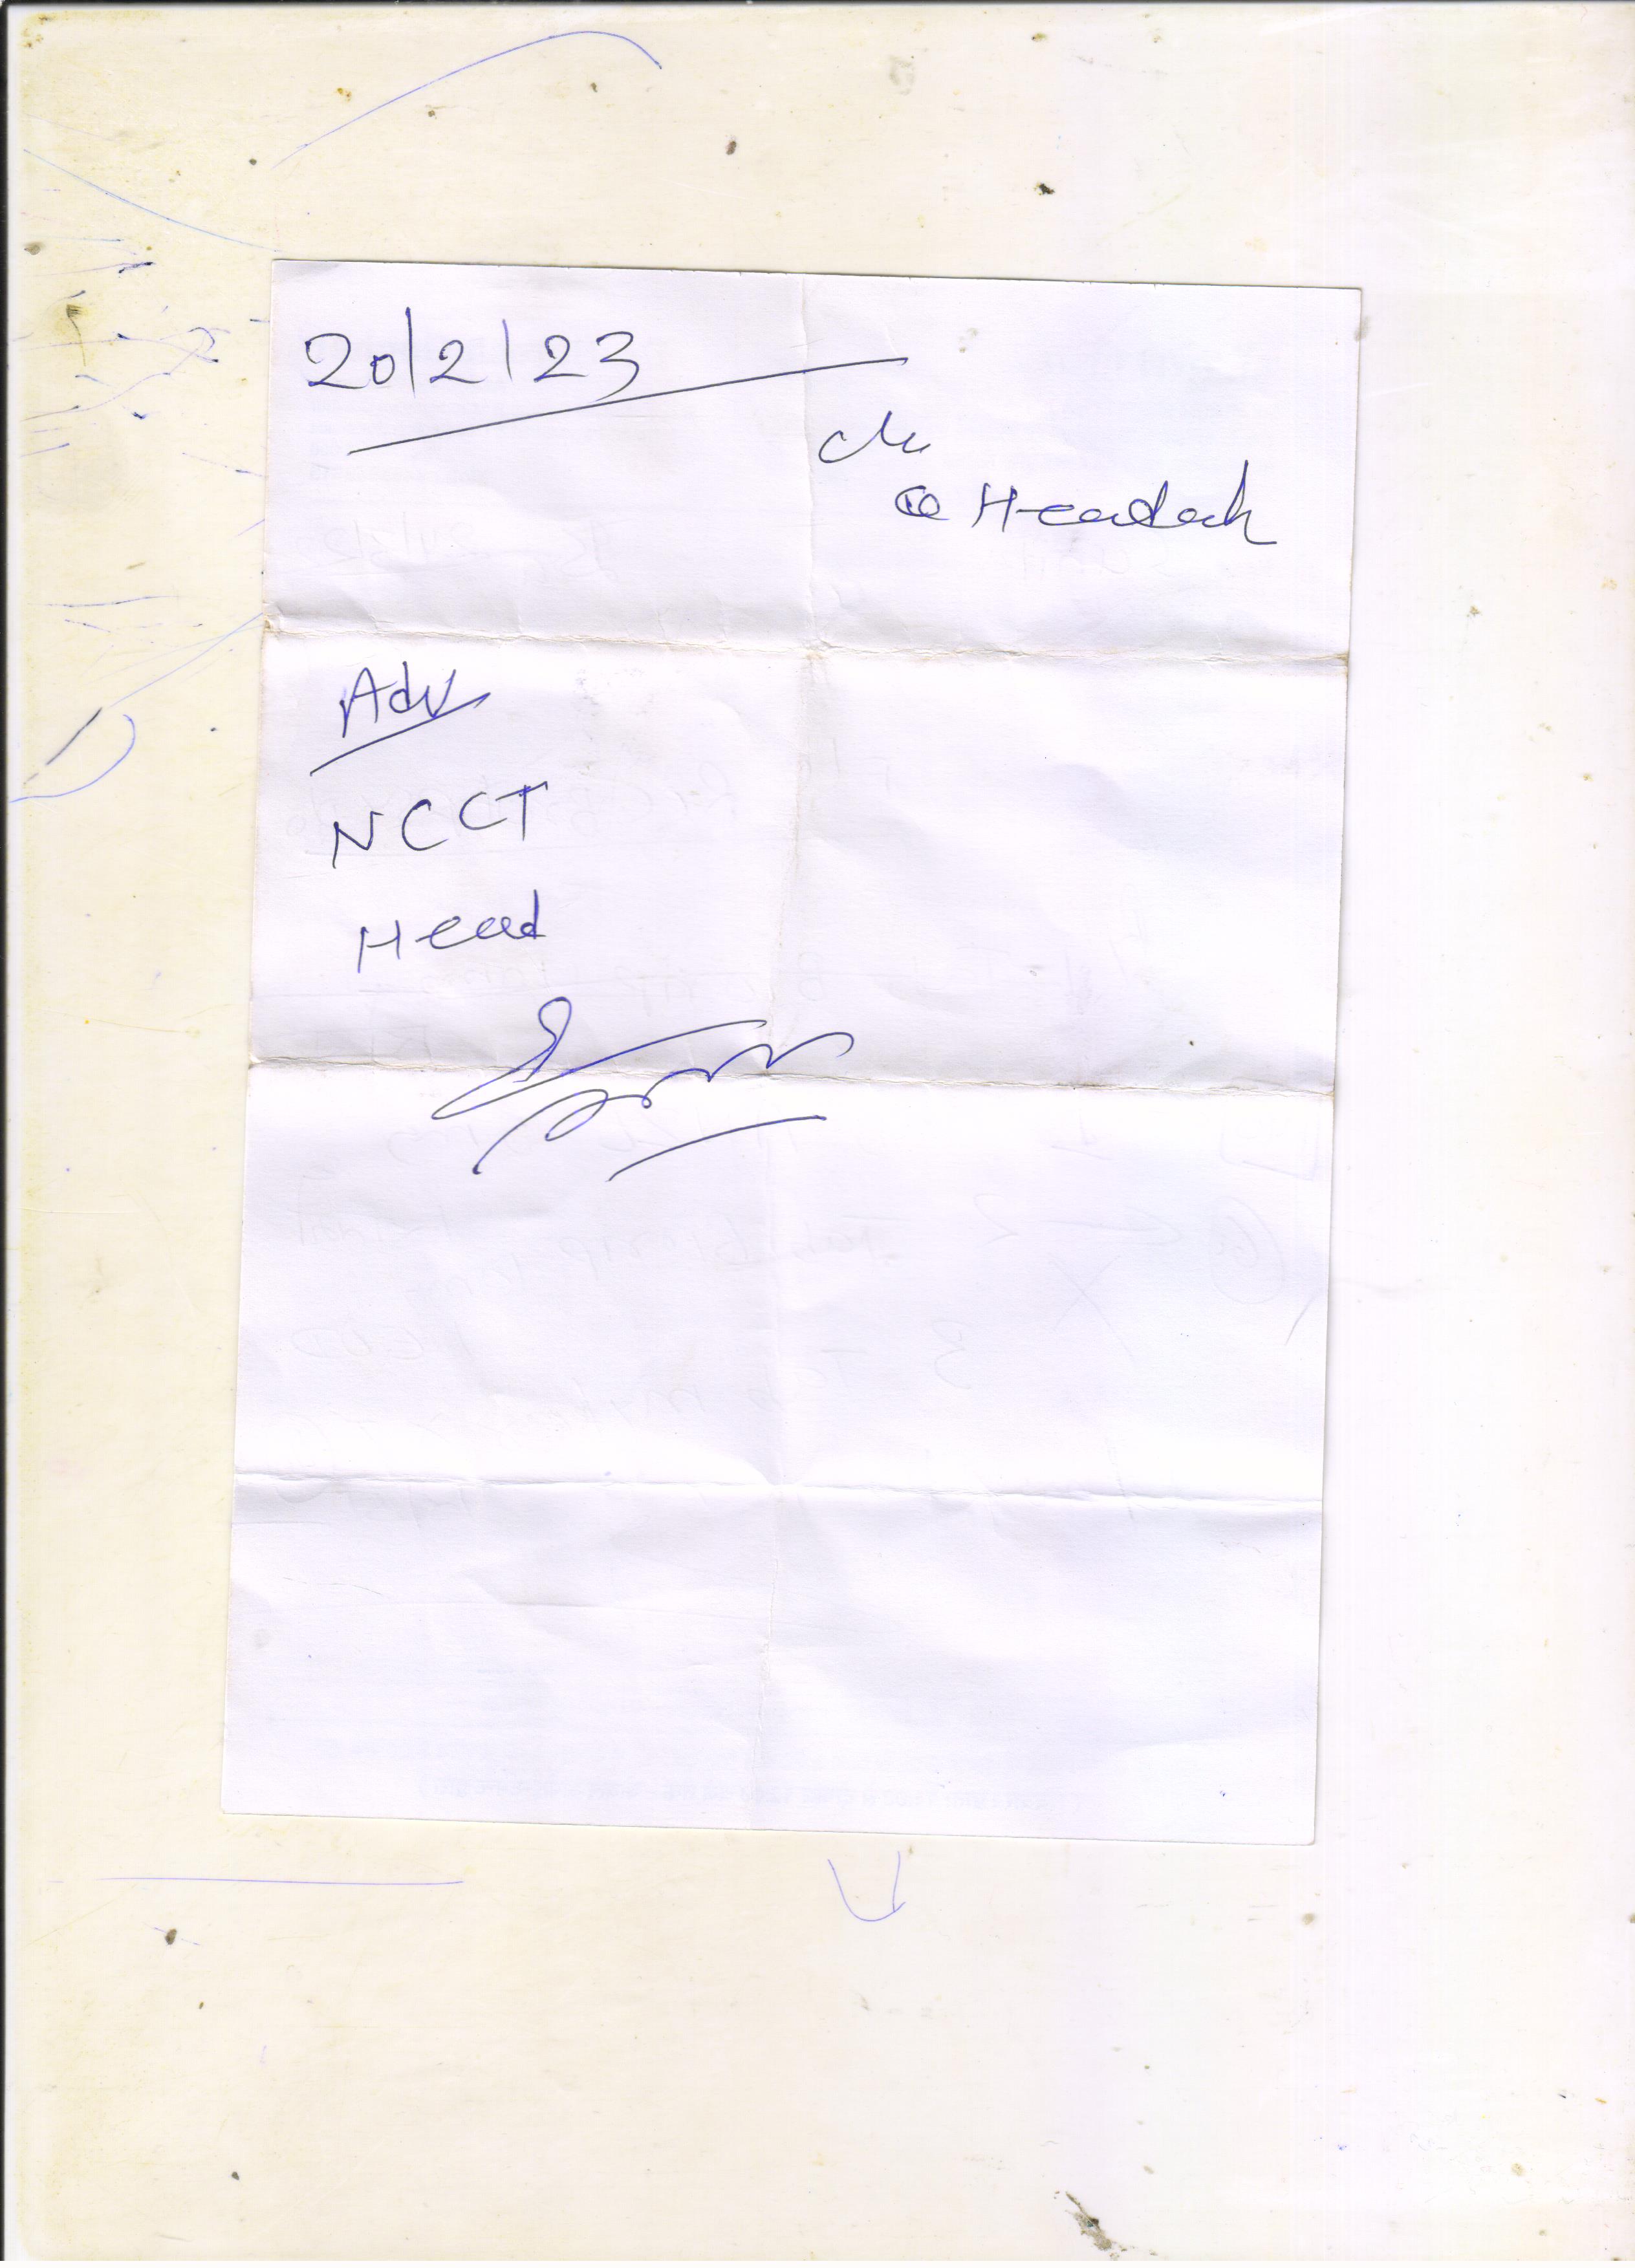 20/2/23
c/o
Headach
Adv
NCCT
Head